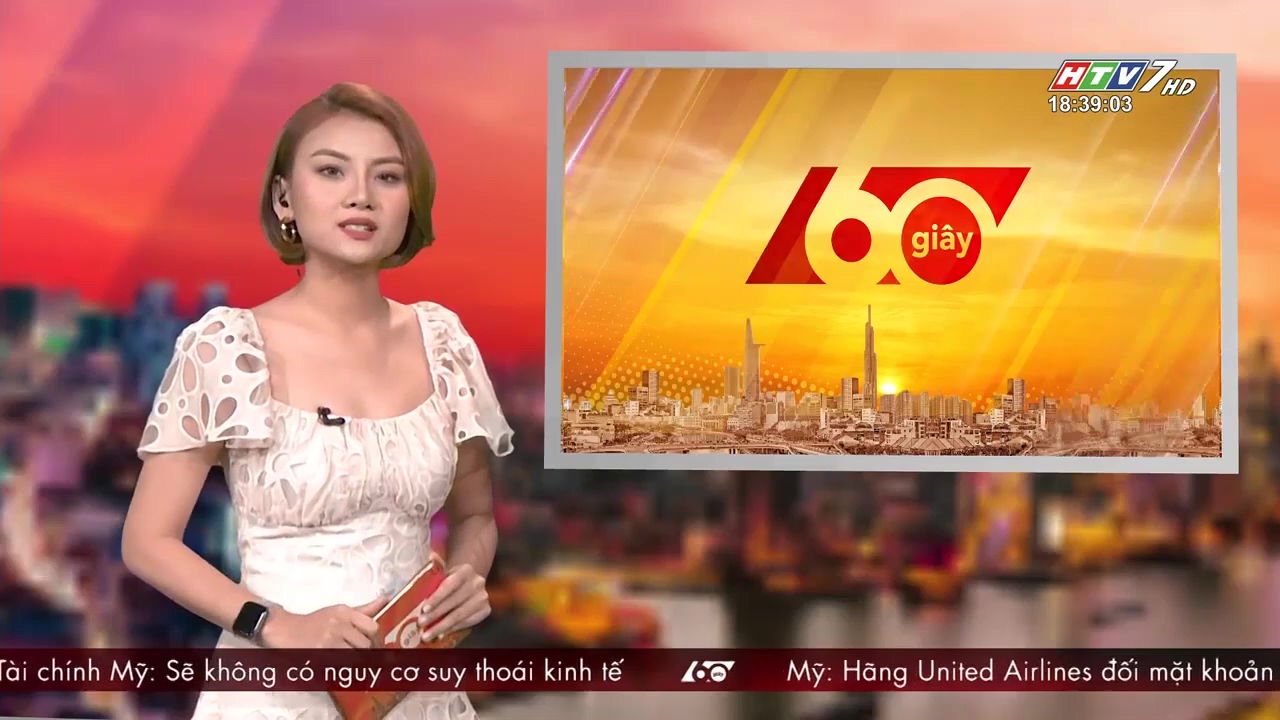 HTV7 HD
18:39:03
60 giây
Tài chính Mỹ: Sẽ không có nguy cơ suy thoái kinh tế 60 Mỹ: Hãng United Airlines đối mặt khoản